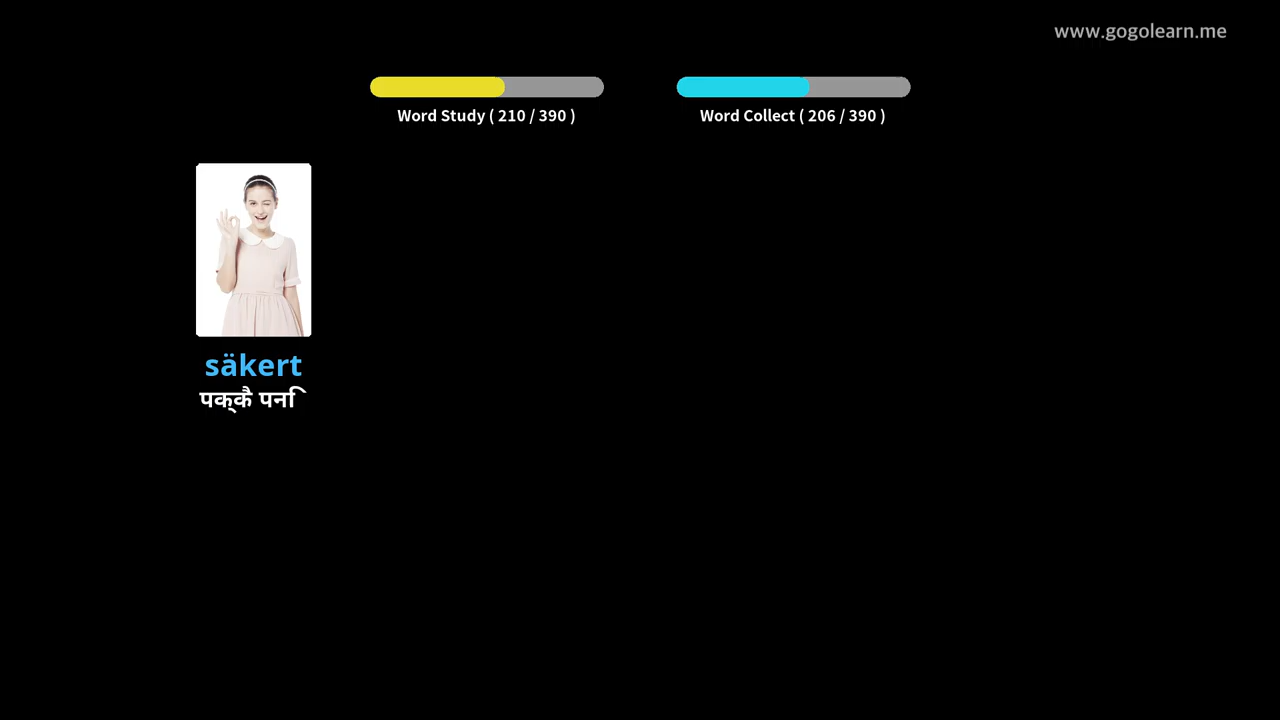 www.gogolearn.me
Word Study ( 210 / 390 )
Word Collect ( 206 / 390 )
säkert
पक्कै पनि